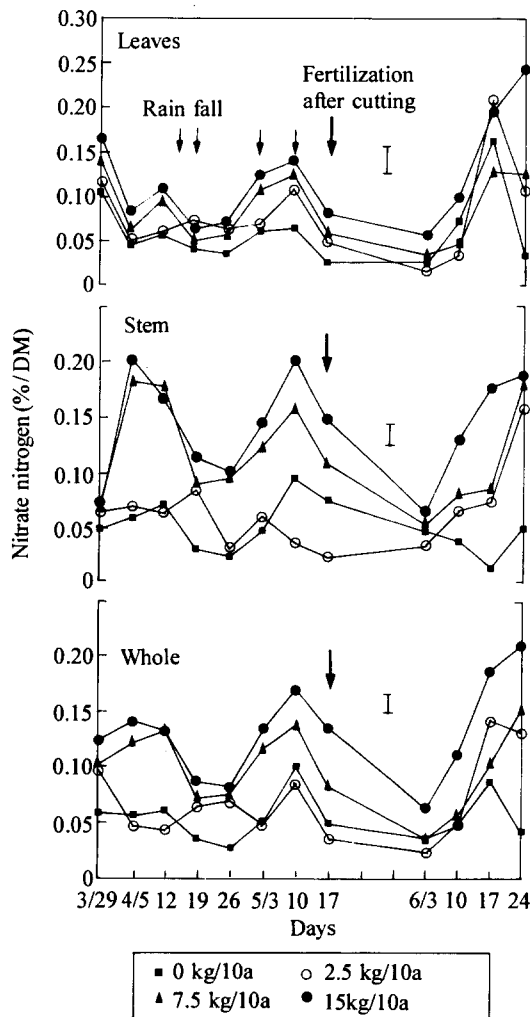 0.30
Leaves
0.25
Fertilization
after cutting
0.20
Rain fall
0.15
0.10
0.05
0
Stem
0.20
0.15
0.10
0.05
0
Nitrate nitrogen (%/DM)
Whole
0.20
0.15
0.10
0.05
0
3/29 4/5 12 19 26 5/3 10 17 6/3 10 17 24
Days
0 kg/10a 2.5 kg/10a
7.5 kg/10a 15kg/10a